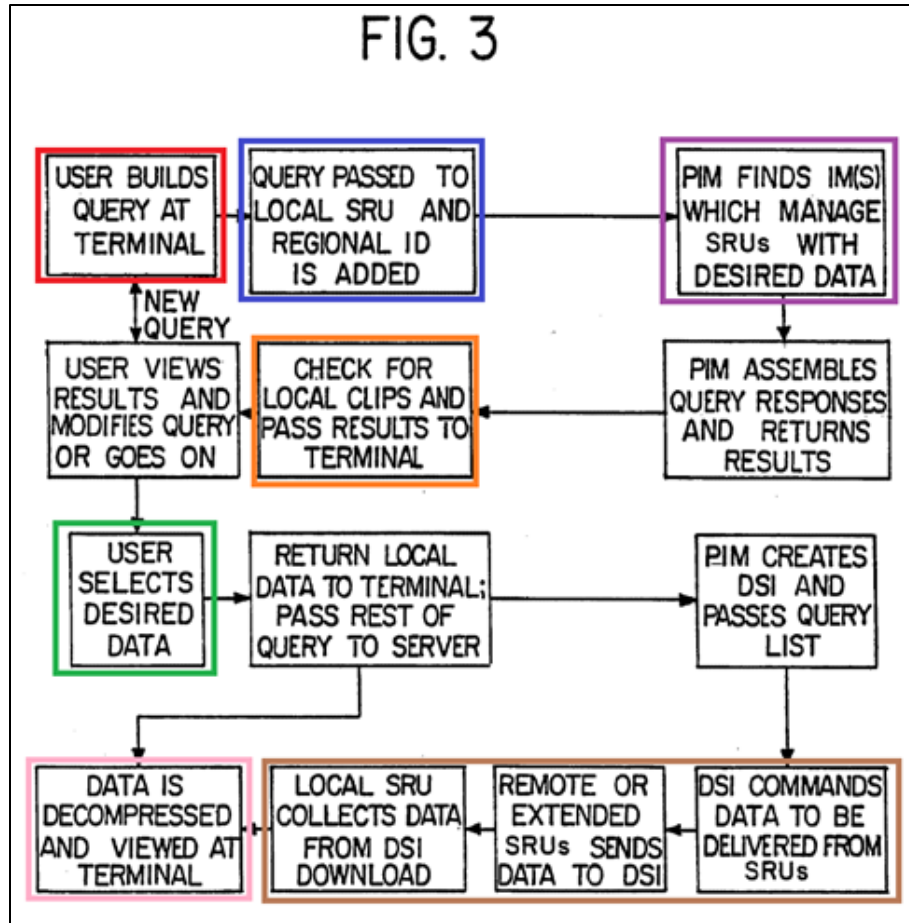 FIG. 3
USER BUILDS
QUERY AT
TERMINAL
QUERY PASSED TO
LOCAL SRU AND
REGIONAL ID
IS ADDED
PIM FINDS IM(S)
WHICH MANAGE
SRUs WITH
DESIRED DATA
NEW
QUERY
USER VIEWS
RESULTS AND
MODIFIES QUERY
OR GOES ON
CHECK FOR
LOCAL CLIPS AND
PASS RESULTS TO
TERMINAL
PIM ASSEMBLES
QUERY RESPONSES
AND RETURNS
RESULTS
USER
SELECTS
DESIRED
DATA
RETURN LOCAL
DATA TO TERMINAL;
PASS REST OF
QUERY TO SERVER
PIM CREATES
DSI AND
PASSES QUERY
LIST
DATA IS
DECOMPRESSED
AND VIEWED AT
TERMINAL
LOCAL SRU
COLLECTS DATA
FROM DSI
DOWNLOAD
REMOTE OR
EXTENDED
SRUs SENDS
DATA TO DSI
DSI COMMANDS
DATA TO BE
DELIVERED FROM
SRUs